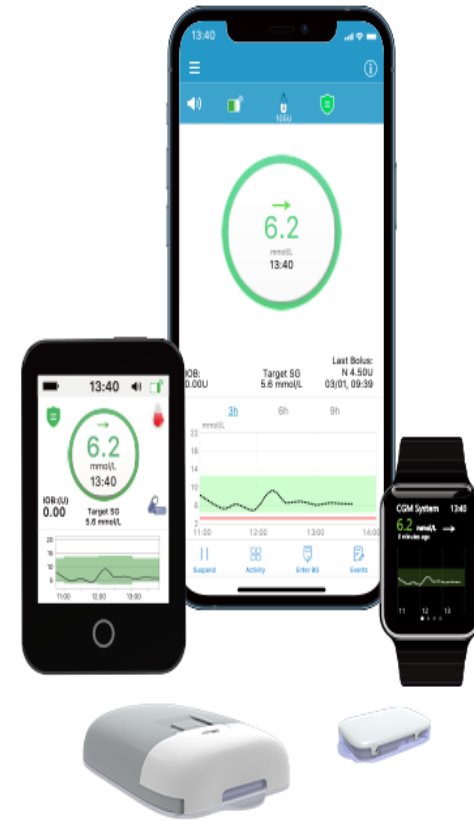 13:40
105U
6.2
mmol/L
13:40
IOB:
0.00U
Target SG
5.6 mmol/L
Last Bolus:
N 4.50U
03/01, 09:39
3h 6h 9h
mmol/L
22
18
14
10
6
2
11:00 12:00 13:00 14:00
Suspend Activity Enter BG Events
13:40
6.2
mmol/L
13:40
IOB:(U)
0.00
Target SG
5.6 mmol/L
20
15
10
5
11:00 12:00 13:00
CGM System 13:40
6.2 mmol/L
2 minutes ago
11 12 13